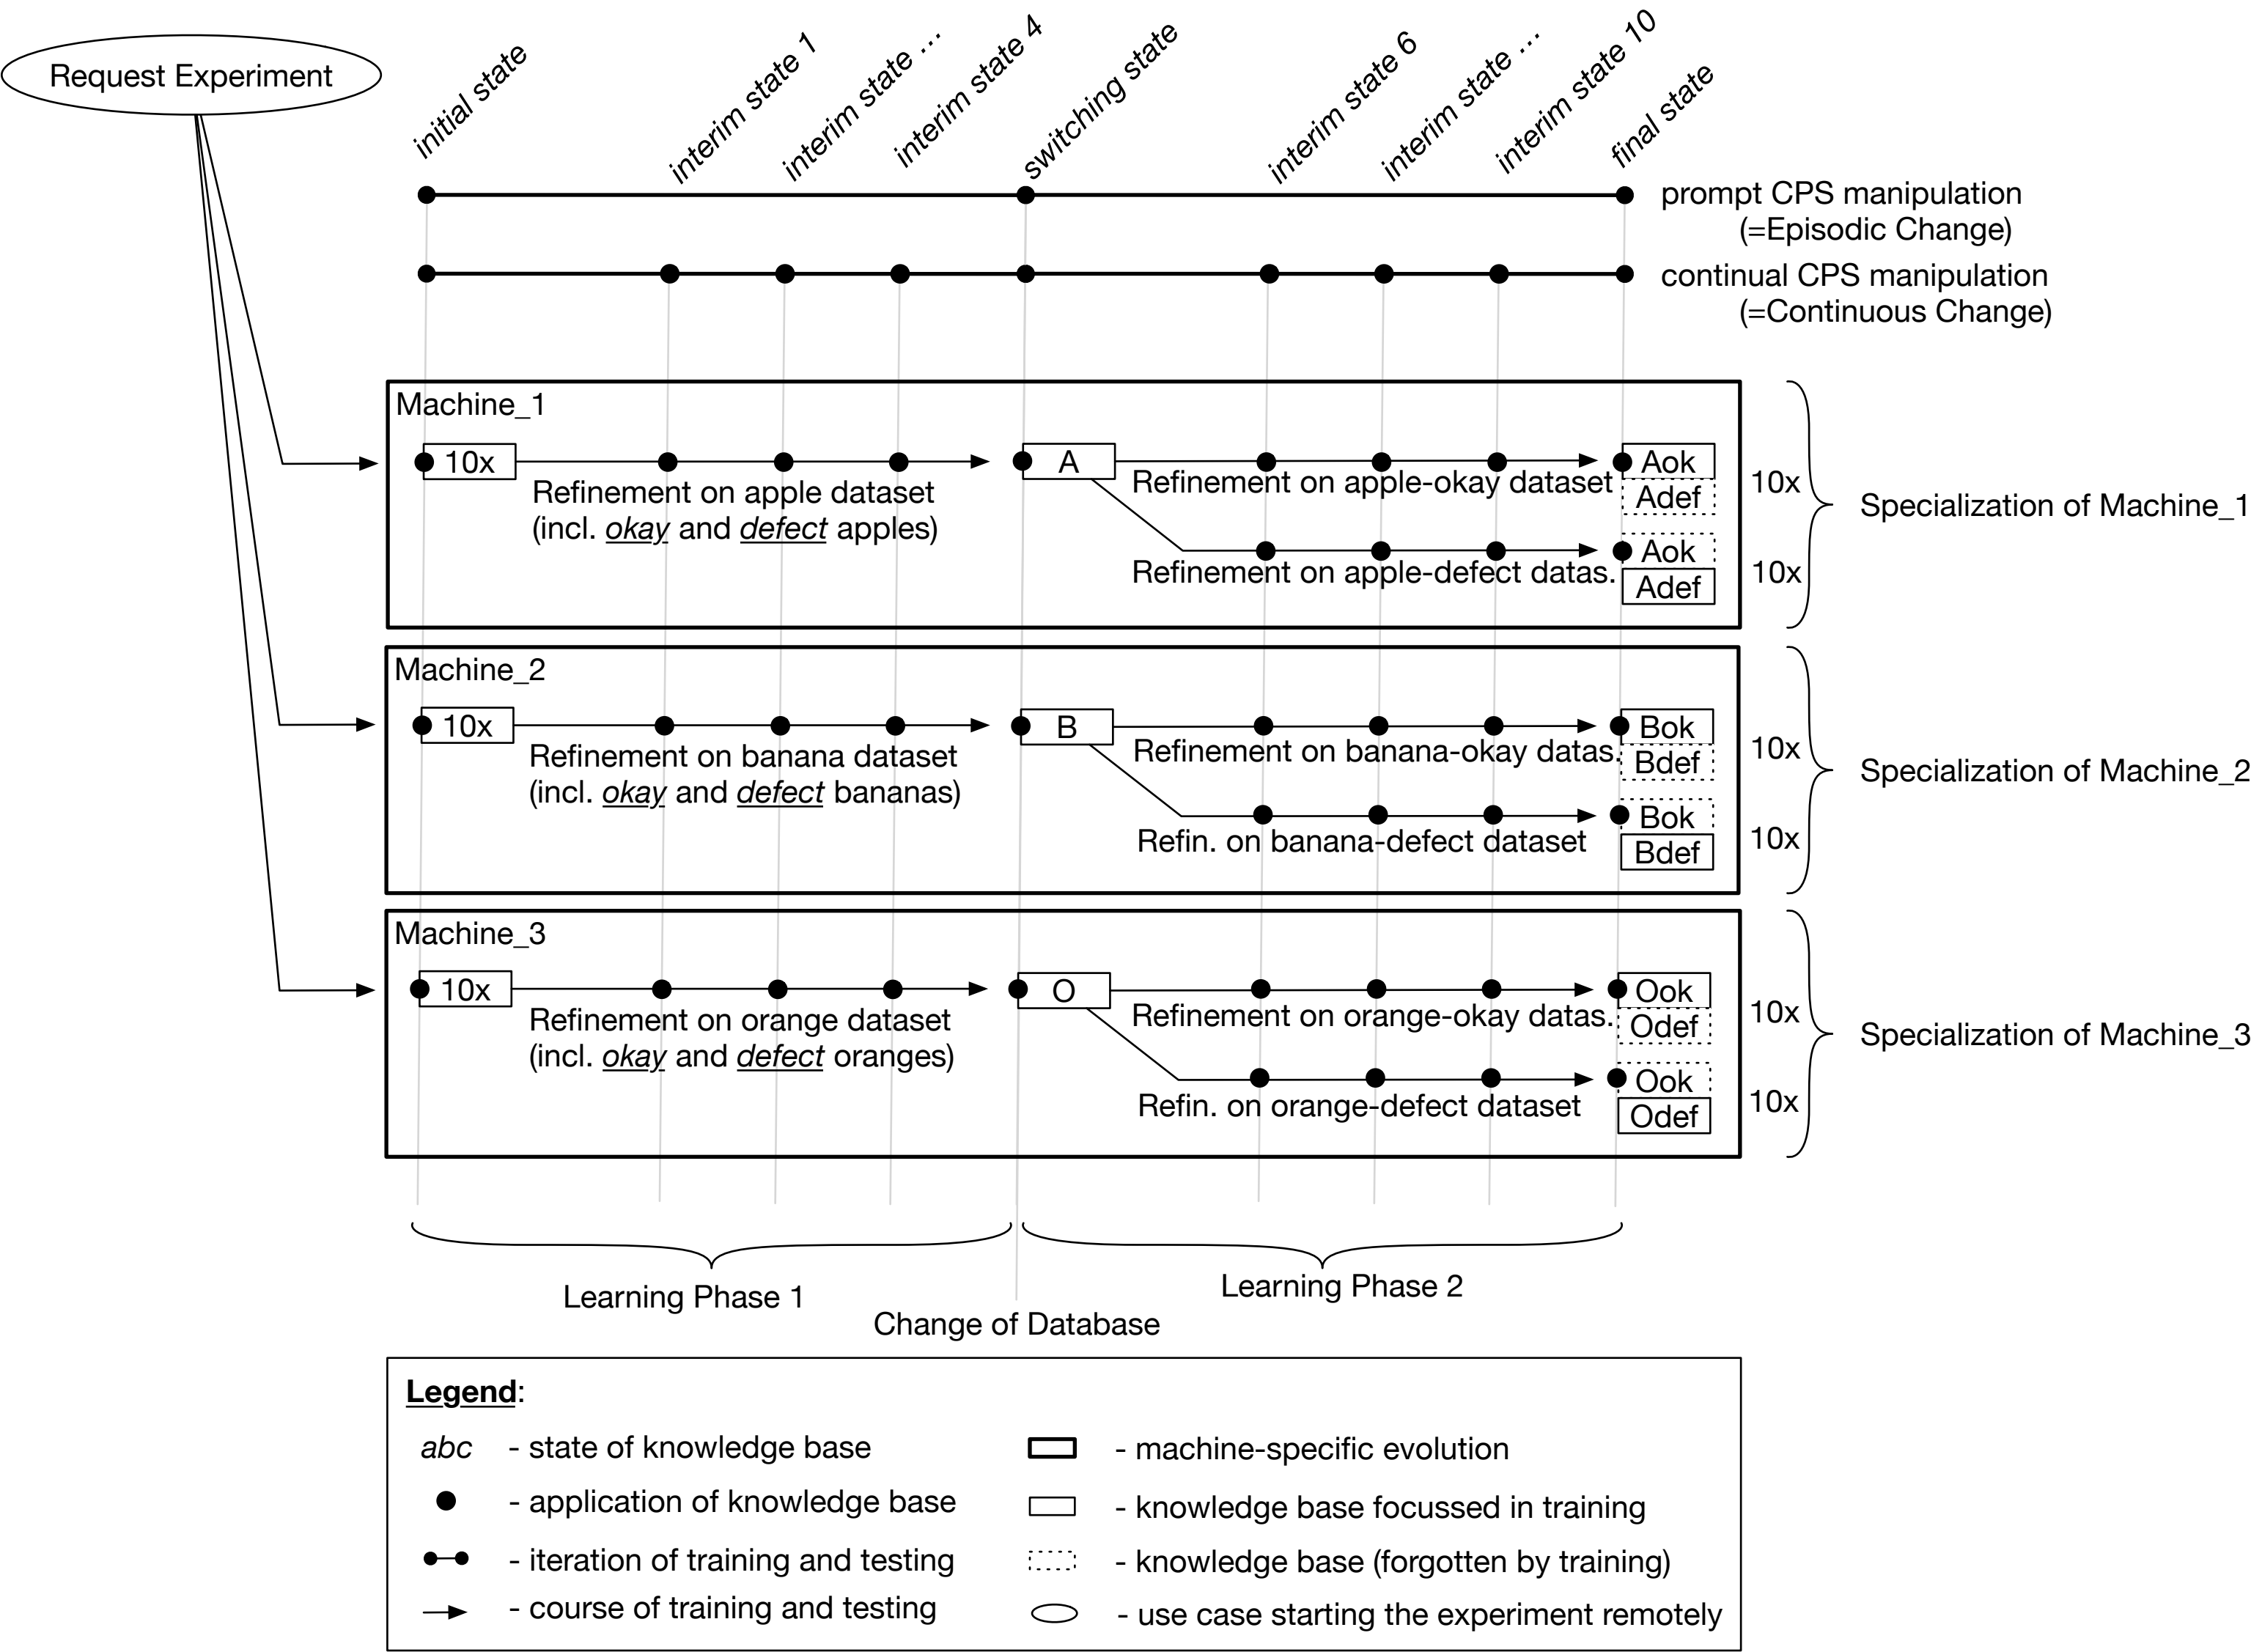 Request Experiment
initial state
interim state 1
interim state …
interim state 4
switching state
interim state 6
interim state …
interim state 10
final state
prompt CPS manipulation
(=Episodic Change)
continual CPS manipulation
(=Continuous Change)
Machine_1
10x
Refinement on apple dataset
(incl. okay and defect apples)
A
Refinement on apple-okay dataset
Aok
Adef
10x
Refinement on apple-defect datas.
Aok
Adef
10x
Specialization of Machine_1
Machine_2
10x
Refinement on banana dataset
(incl. okay and defect bananas)
B
Refinement on banana-okay datas.
Bok
Bdef
10x
Refin. on banana-defect dataset
Bok
Bdef
10x
Specialization of Machine_2
Machine_3
10x
Refinement on orange dataset
(incl. okay and defect oranges)
O
Refinement on orange-okay datas.
Ook
Odef
10x
Refin. on orange-defect dataset
Ook
Odef
10x
Specialization of Machine_3
Learning Phase 1
Learning Phase 2
Change of Database
Legend:
abc - state of knowledge base
- application of knowledge base
- iteration of training and testing
- course of training and testing
- machine-specific evolution
- knowledge base focussed in training
- knowledge base (forgotten by training)
- use case starting the experiment remotely